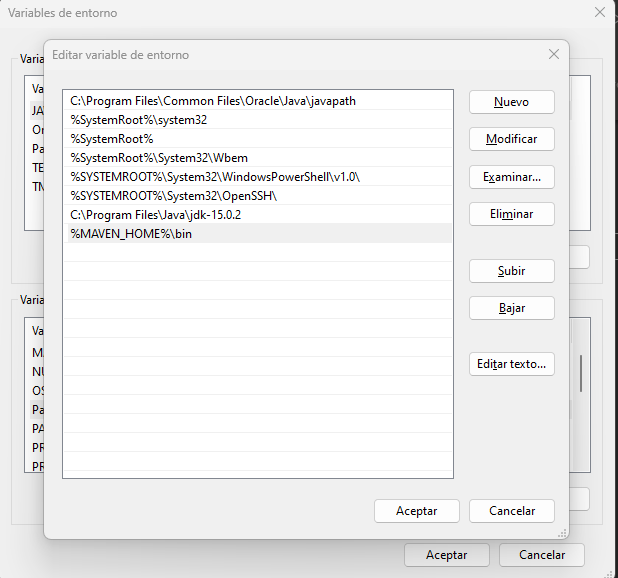 Variables de entorno
Editar variable de entorno
C:\Program Files\Common Files\Oracle\Java\javapath
%SystemRoot%\system32
%SystemRoot%
%SystemRoot%\System32\Wbem
%SYSTEMROOT%\System32\WindowsPowerShell\v1.0\
%SYSTEMROOT%\System32\OpenSSH\
C:\Program Files\Java\jdk-15.0.2
%MAVEN_HOME%\bin
Nuevo
Modificar
Examinar...
Eliminar
Subir
Bajar
Editar texto...
Aceptar
Cancelar
Varia
Va
JA
Or
Pa
TE
TM
Varia
Va
M
NU
OS
Pa
PA
PR
PR
Aceptar
Cancelar